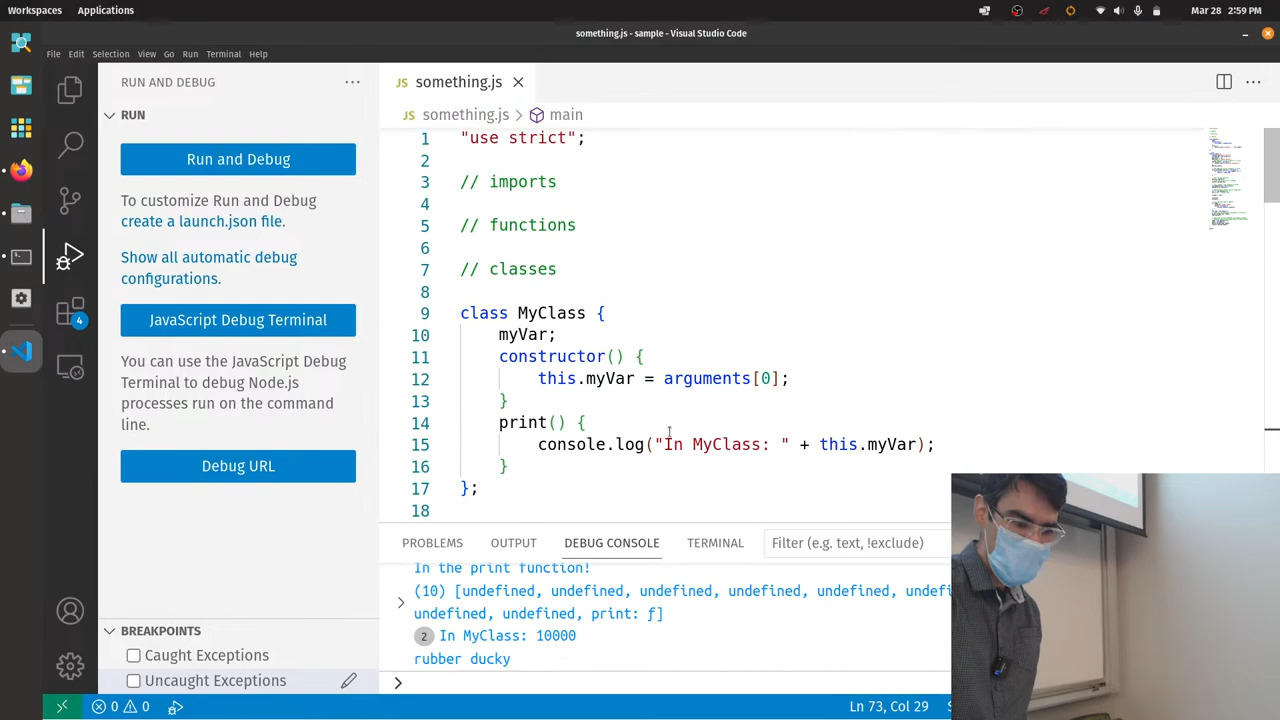 Workspaces Applications Mar 28 2:59 PM
something.js - sample - Visual Studio Code
File Edit Selection View Go Run Terminal Help
RUN AND DEBUG
RUN
Run and Debug
To customize Run and Debug
create a launch.json file.
Show all automatic debug
configurations.
JavaScript Debug Terminal
You can use the JavaScript Debug
Terminal to debug Node.js
processes run on the command
line.
Debug URL
BREAKPOINTS
Caught Exceptions
Uncaught Exceptions
4
JS something.js
JS something.js > main
1 "use strict";
2
3 // imports
4
5 // functions
6
7 // classes
8
9 class MyClass {
10 myVar;
11 constructor() {
12 this.myVar = arguments[0];
13 }
14 print() {
15 console.log("In MyClass: " + this.myVar);
16 }
17 };
18
PROBLEMS OUTPUT DEBUG CONSOLE TERMINAL Filter (e.g. text, !exclude)
In the print function!
(10) [undefined, undefined, undefined, undefined, undefined,
undefined, undefined, print: ƒ]
2 In MyClass: 10000
rubber ducky
0 0 Ln 73, Col 29